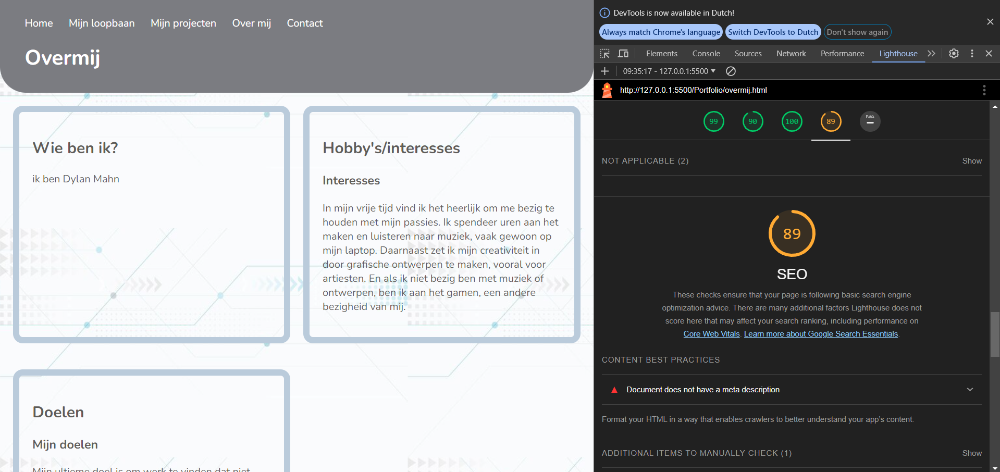 Home Mijn loopbaan Mijn projecten Over mij Contact
Overmij
Wie ben ik?
ik ben Dylan Mahn
Hobby's/interesses
Interesses
In mijn vrije tijd vind ik het heerlijk om me bezig te
houden met mijn passies. Ik spendeer uren aan het
maken en luisteren naar muziek, vaak gewoon op
mijn laptop. Daarnaast zet ik mijn creativiteit in
door grafische ontwerpen te maken, vooral voor
artiesten. En als ik niet bezig ben met muziek of
ontwerpen, ben ik aan het gamen, een andere
bezigheid van mij.
Doelen
Mijn doelen
Mijn ultieme doel is om werk te vinden dat niet
DevTools is now available in Dutch!
Always match Chrome's language Switch DevTools to Dutch Don't show again
Elements Console Sources Network Performance Lighthouse
09:35:17 - 127.0.0.1:5500
http://127.0.0.1:5500/Portfolio/overmij.html
99 90 100 89 PWA
NOT APPLICABLE (2) Show
89
SEO
These checks ensure that your page is following basic search engine
optimization advice. There are many additional factors Lighthouse does not
score here that may affect your search ranking, including performance on
Core Web Vitals. Learn more about Google Search Essentials.
CONTENT BEST PRACTICES
Document does not have a meta description
Format your HTML in a way that enables crawlers to better understand your app's content.
ADDITIONAL ITEMS TO MANUALLY CHECK (1) Show